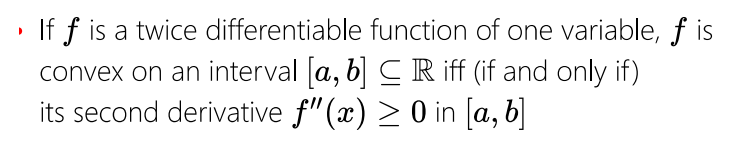 • If f is a twice differentiable function of one variable, f is
convex on an interval [a, b] ⊆ ℝ iff (if and only if)
its second derivative f″(x) ≥ 0 in [a, b]